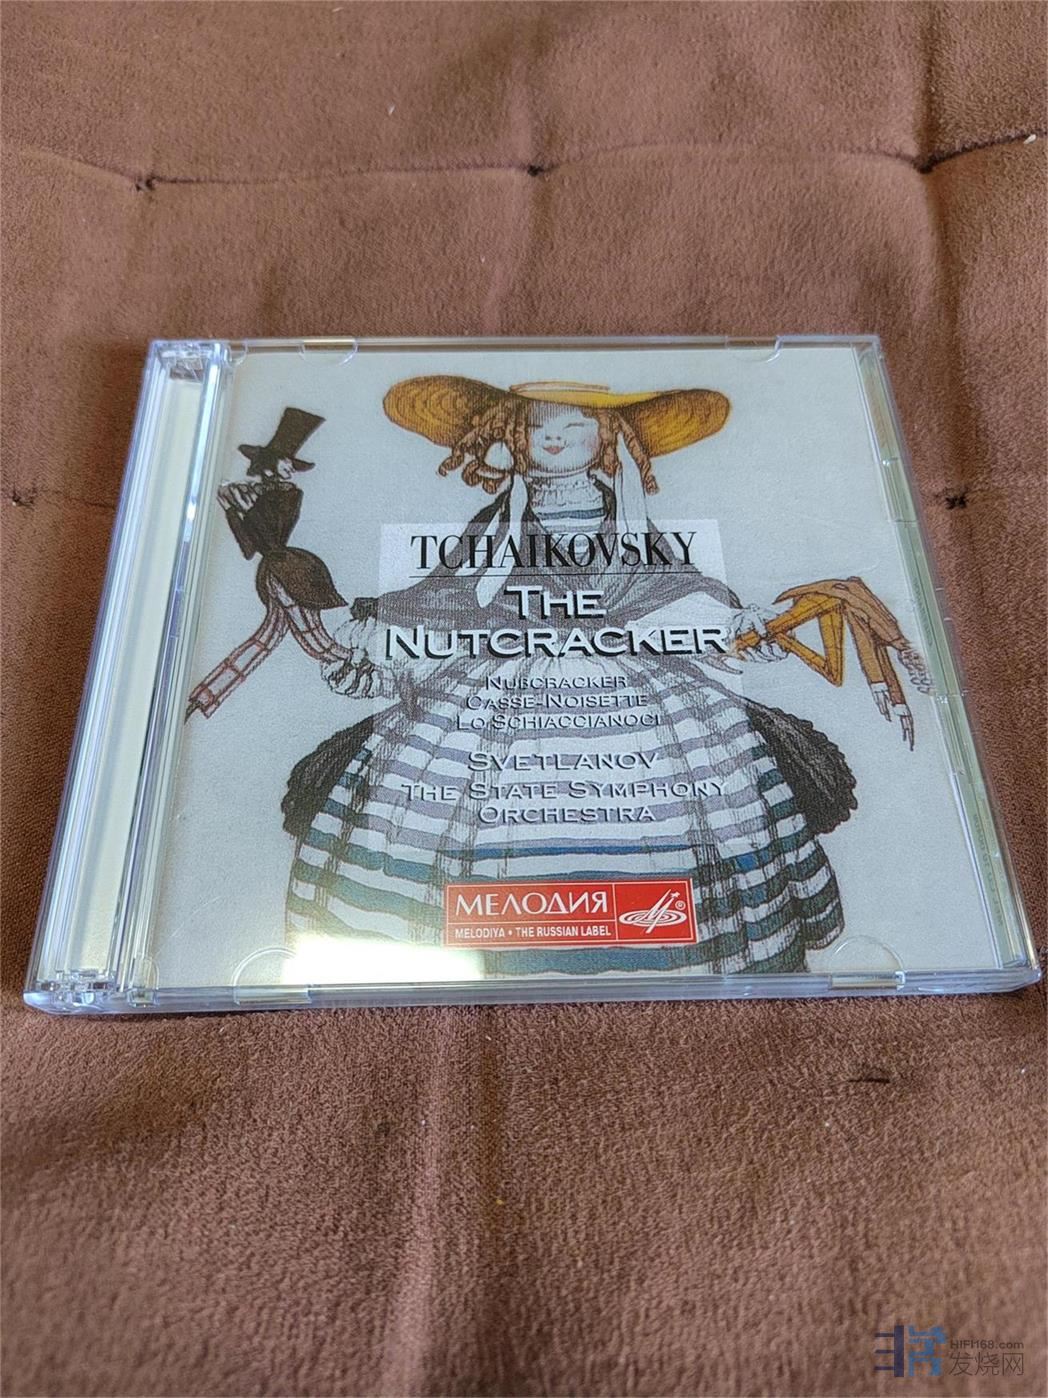 TCHAIKOVSKY
THE
NUTCRACKER
NUTCRACKER
CASSE-NOISETTE
LO SCHIACCIANOCI
SVETLANOV
THE STATE SYMPHONY
ORCHESTRA
МЕЛОДИЯ
MELODIYA • THE RUSSIAN LABEL
®
HIFI168.com
发烧网